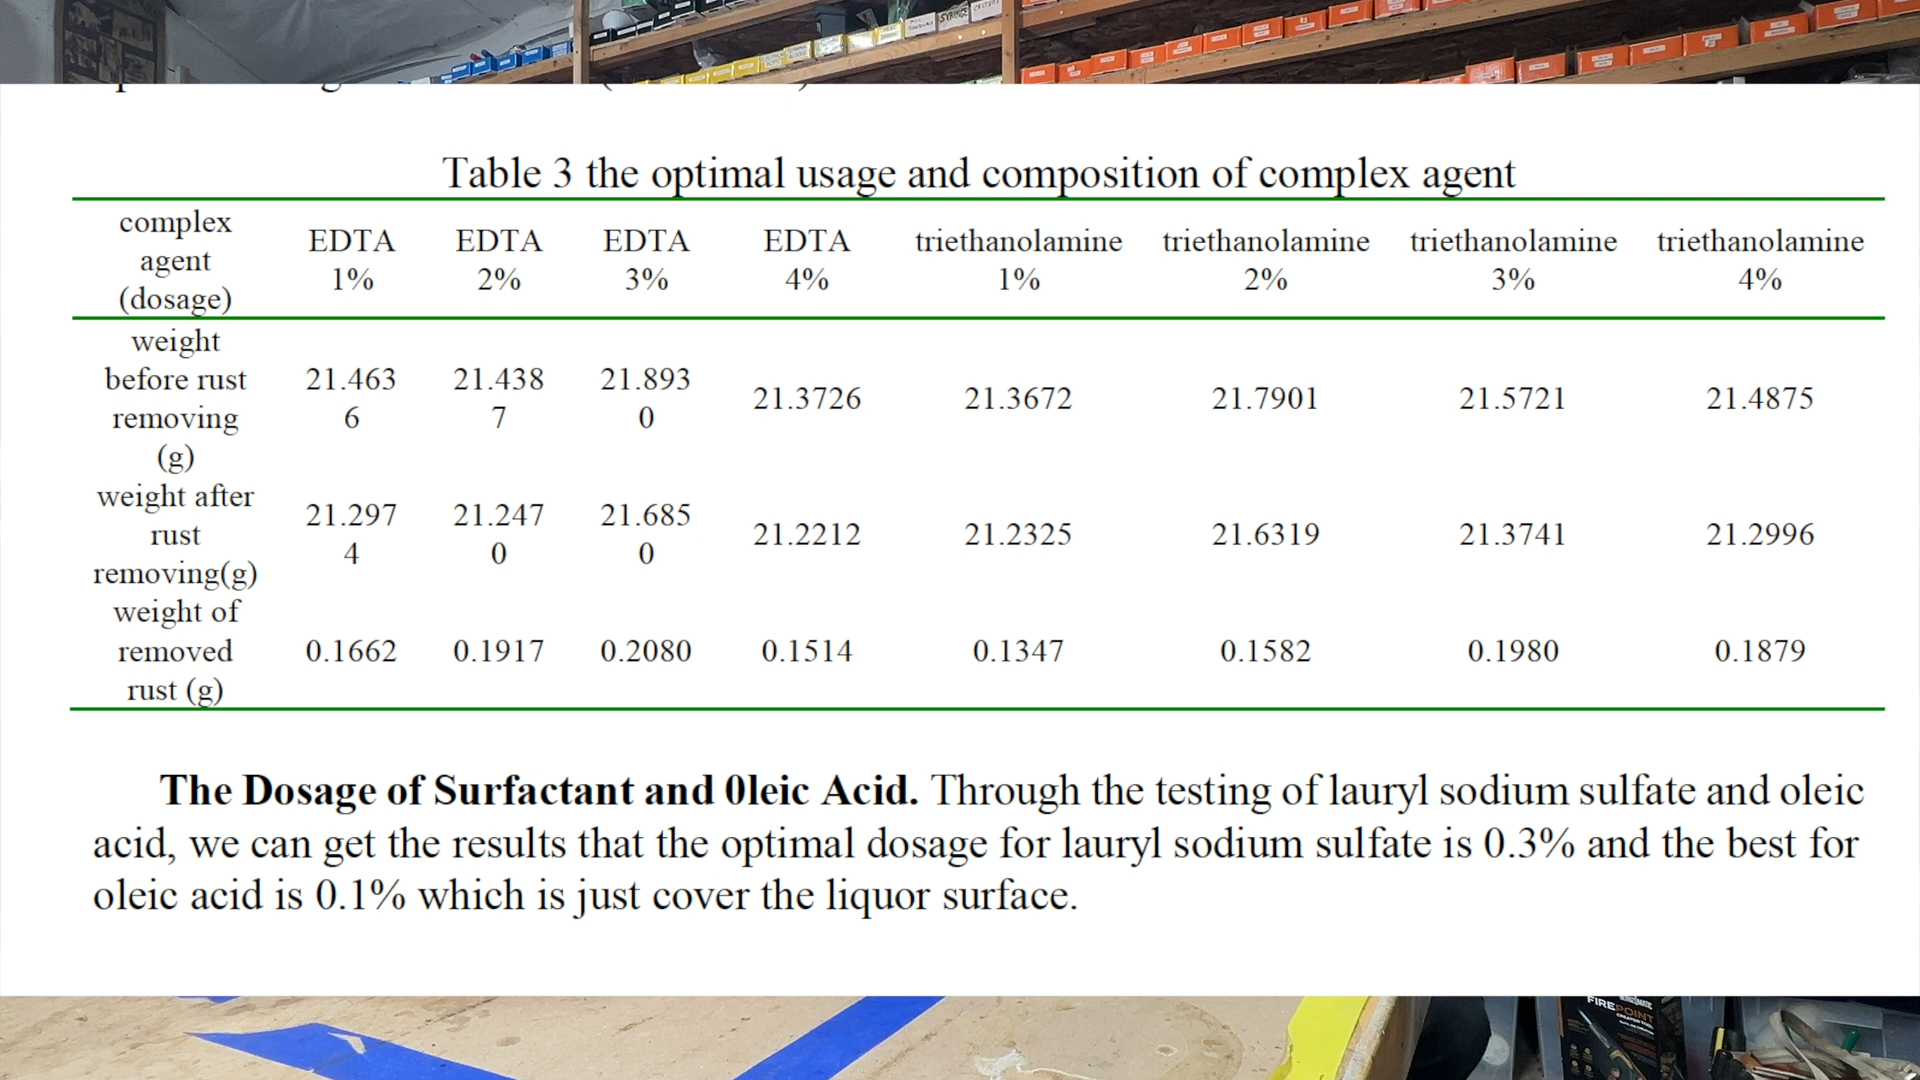 SYRINGE
Table 3 the optimal usage and composition of complex agent
complex agent (dosage) EDTA 1% EDTA 2% EDTA 3% EDTA 4% triethanolamine 1% triethanolamine 2% triethanolamine 3% triethanolamine 4%
weight before rust removing (g) 21.4636 21.4387 21.8930 21.3726 21.3672 21.7901 21.5721 21.4875
weight after rust removing(g) 21.2974 21.2470 21.6850 21.2212 21.2325 21.6319 21.3741 21.2996
weight of removed rust (g) 0.1662 0.1917 0.2080 0.1514 0.1347 0.1582 0.1980 0.1879
The Dosage of Surfactant and 0leic Acid. Through the testing of lauryl sodium sulfate and oleic
acid, we can get the results that the optimal dosage for lauryl sodium sulfate is 0.3% and the best for
oleic acid is 0.1% which is just cover the liquor surface.
FIREPOINT